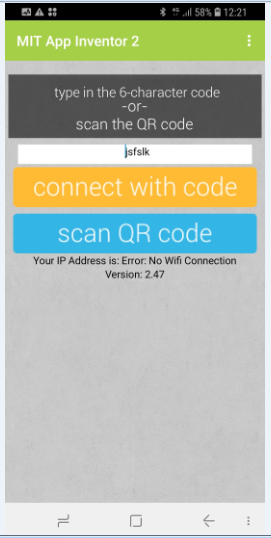 58% 12:21
MIT App Inventor 2
type in the 6-character code
-or-
scan the QR code
jsfslk
connect with code
scan QR code
Your IP Address is: Error: No Wifi Connection
Version: 2.47